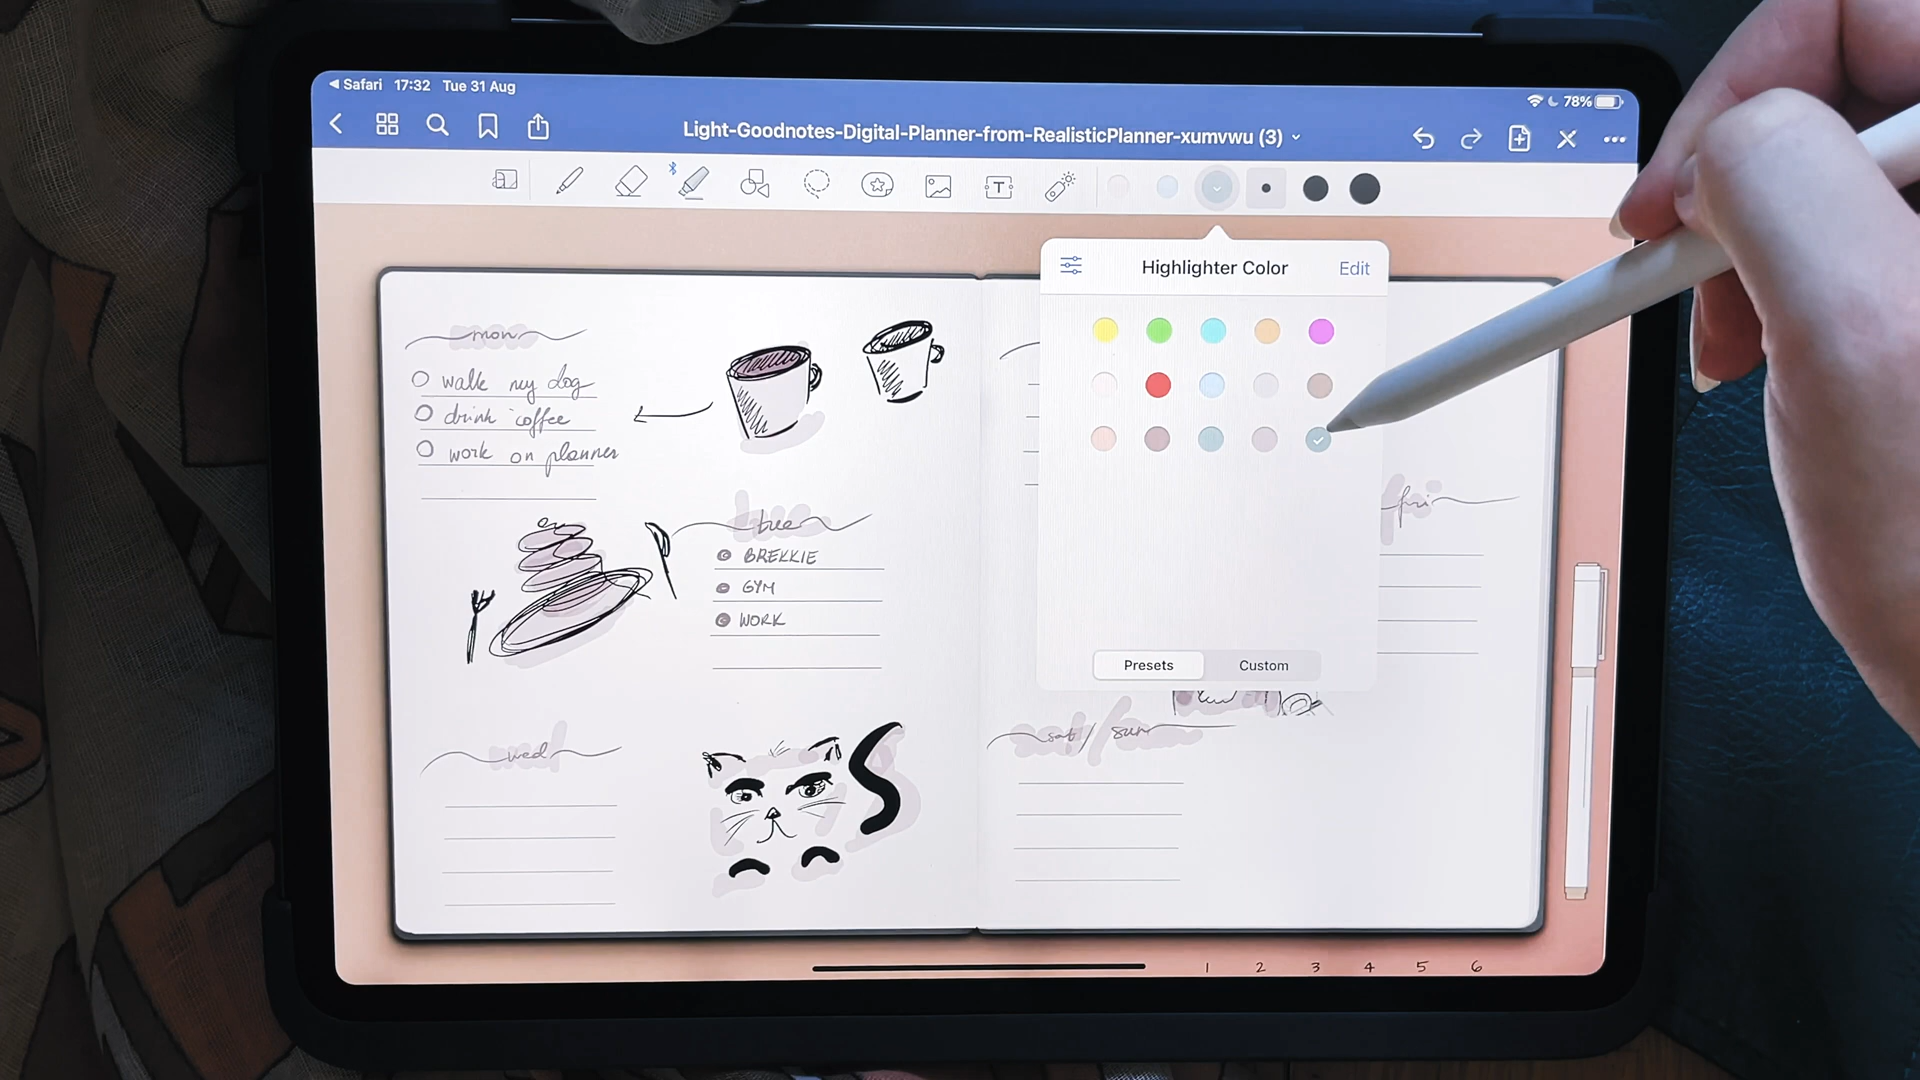 Safari 17:32 Tue 31 Aug
78%
Light-Goodnotes-Digital-Planner-from-RealisticPlanner-xumvwu (3)
T
Highlighter Color Edit
mon
walk my dog
drink coffee
work on planner
tue
BREKKIE
GYM
WORK
fri
Presets Custom
wed
sat/sun
1 2 3 4 5 6